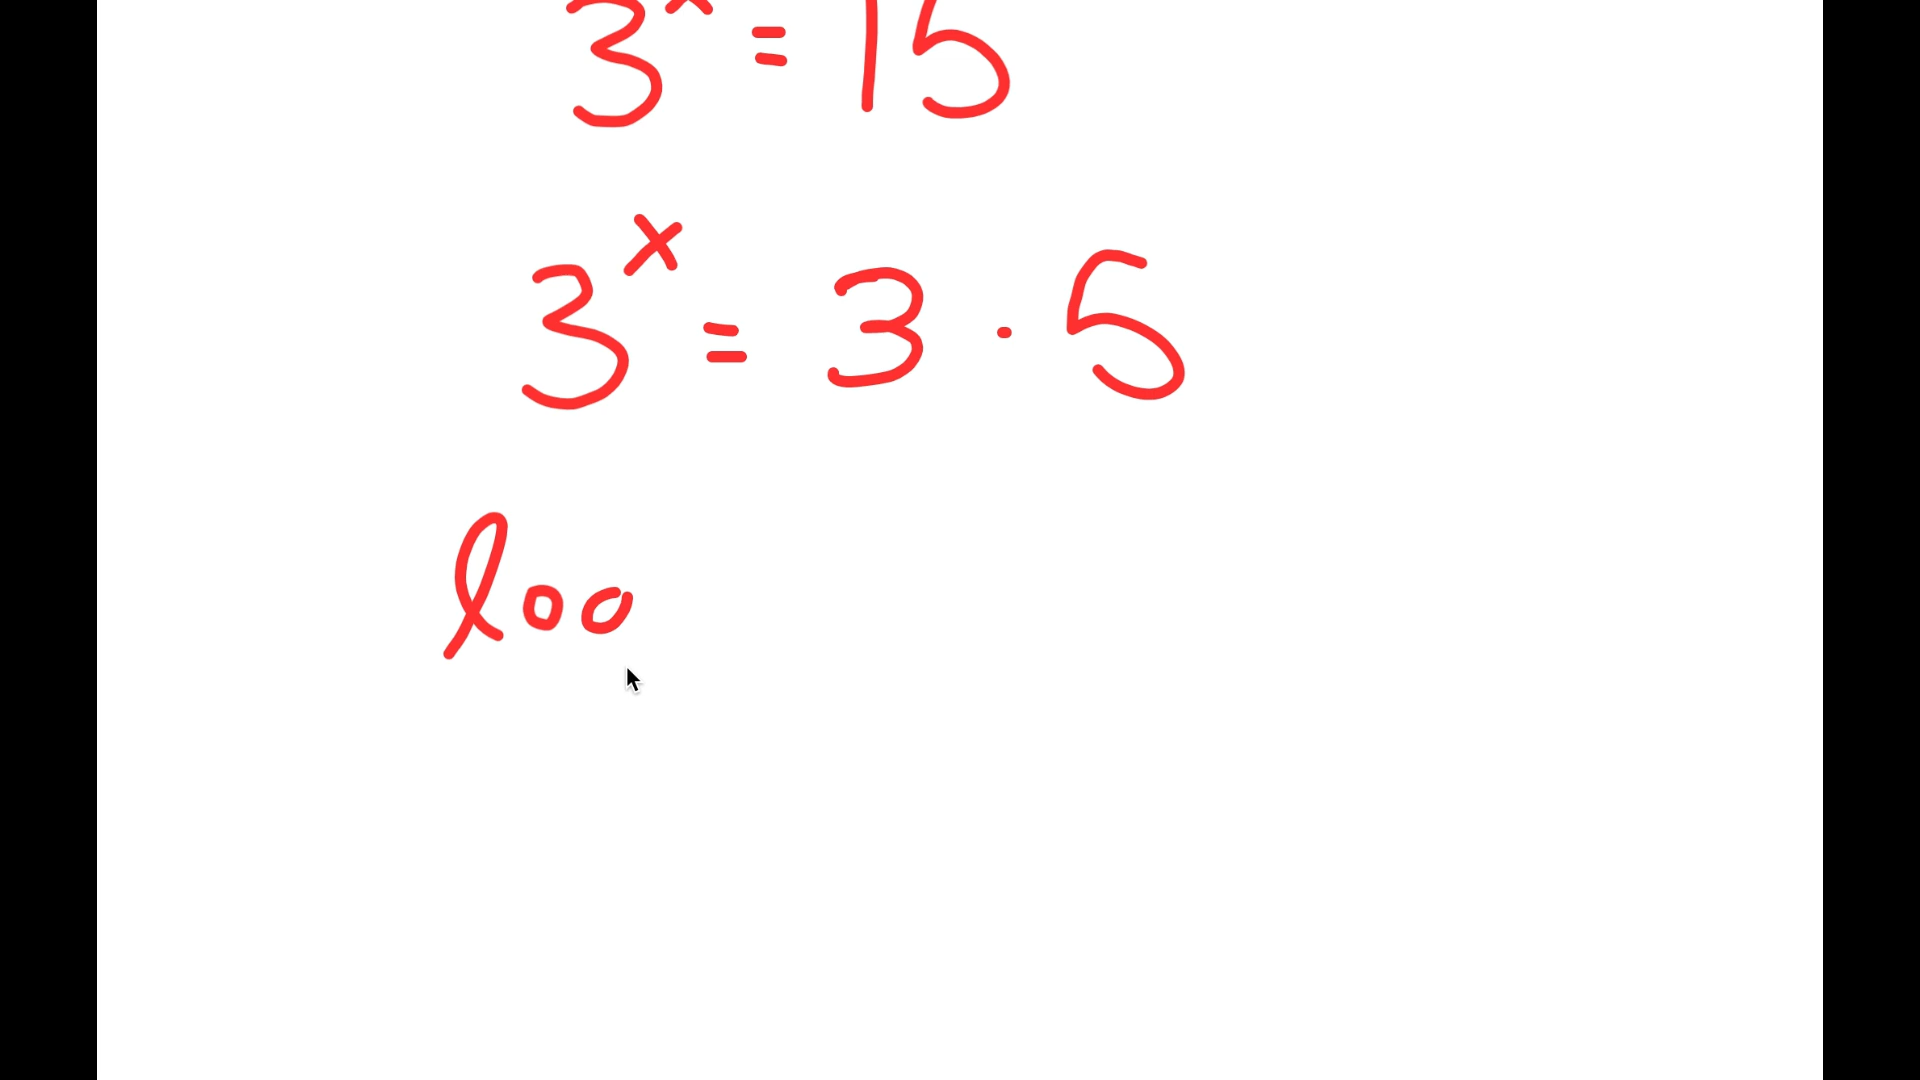 3^x = 15
3^x = 3 · 5
loo